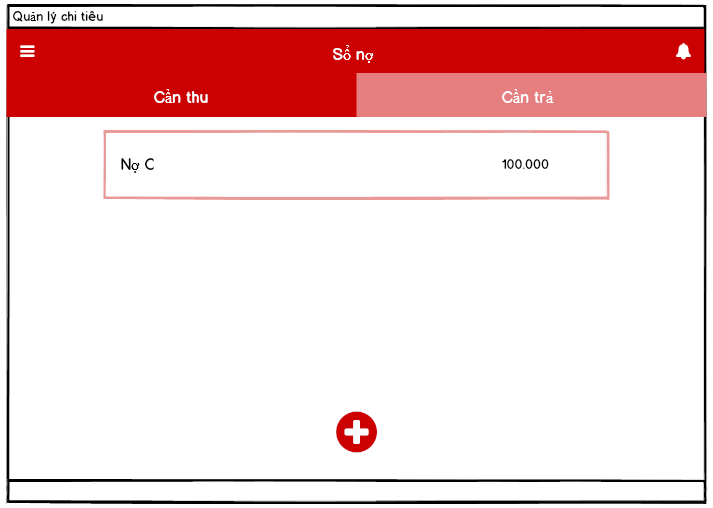 Quản lý chi tiêu
Sổ nợ
Cần thu
Cần trả
Nợ C 100.000